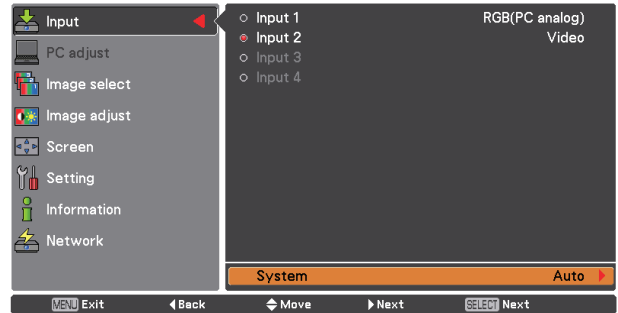 Input
PC adjust
Image select
Image adjust
Screen
Setting
Information
Network
Input 1 RGB(PC analog)
Input 2 Video
Input 3
Input 4
System Auto
MENU Exit Back Move Next SELECT Next